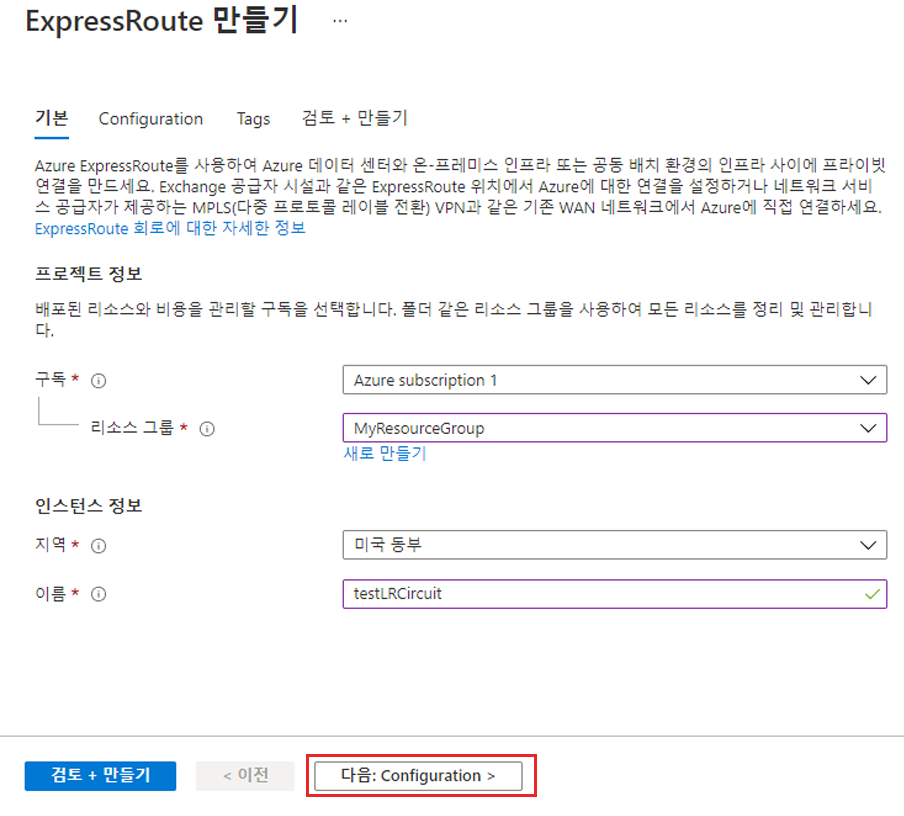 ExpressRoute 만들기 ...
기본 Configuration Tags 검토 + 만들기
Azure ExpressRoute를 사용하여 Azure 데이터 센터와 온-프레미스 인프라 또는 공동 배치 환경의 인프라 사이에 프라이빗
연결을 만드세요. Exchange 공급자 시설과 같은 ExpressRoute 위치에서 Azure에 대한 연결을 설정하거나 네트워크 서비
스 공급자가 제공하는 MPLS(다중 프로토콜 레이블 전환) VPN과 같은 기존 WAN 네트워크에서 Azure에 직접 연결하세요.
ExpressRoute 회로에 대한 자세한 정보
프로젝트 정보
배포된 리소스와 비용을 관리할 구독을 선택합니다. 폴더 같은 리소스 그룹을 사용하여 모든 리소스를 정리 및 관리합니
다.
구독 * Azure subscription 1
리소스 그룹 * MyResourceGroup
새로 만들기
인스턴스 정보
지역 * 미국 동부
이름 * testLRCircuit
검토 + 만들기 < 이전 다음: Configuration >